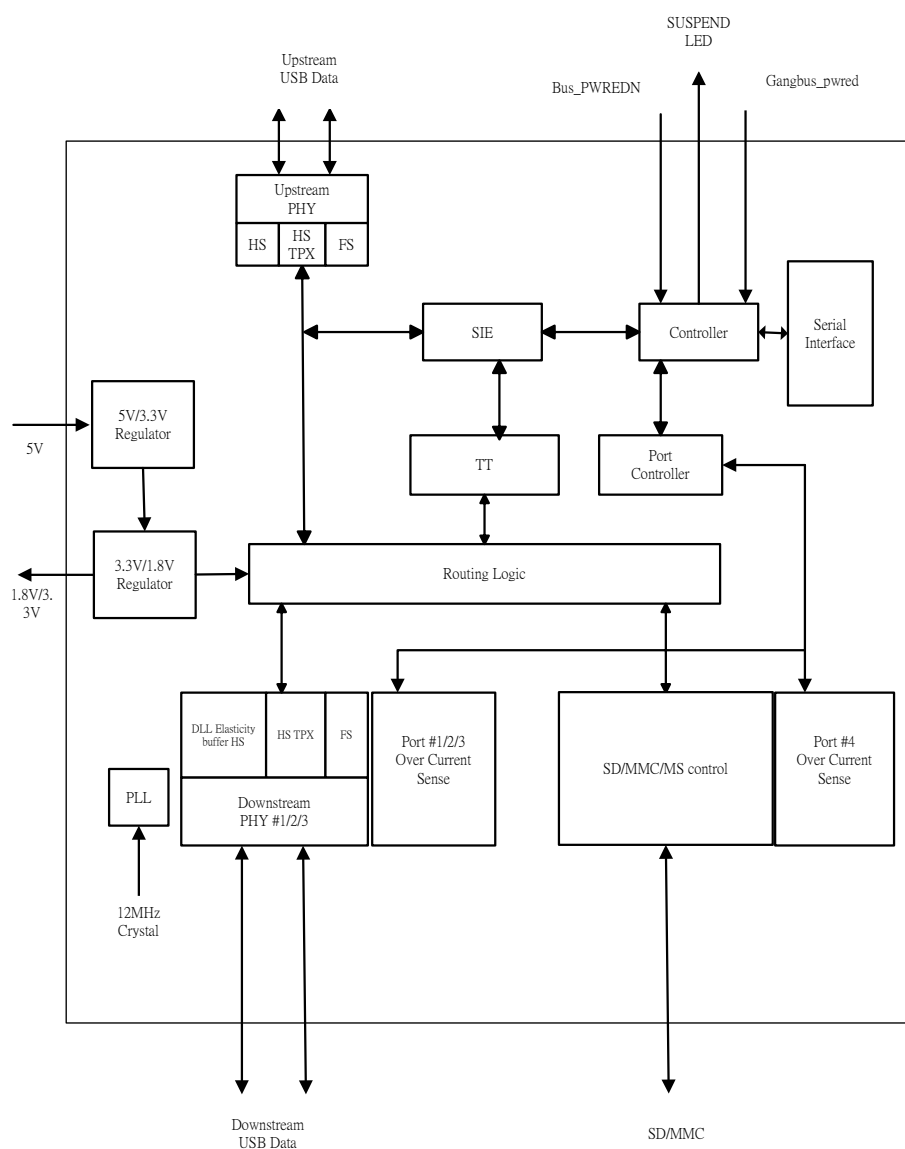 SUSPEND
LED
Upstream
USB Data
Bus_PWREDN
Gangbus_pwred
Upstream
PHY
HS
HS
TPX
FS
SIE
Controller
Serial
Interface
5V/3.3V
Regulator
5V
TT
Port
Controller
3.3V/1.8V
Regulator
1.8V/3.
3V
Routing Logic
DLL Elasticity
buffer HS
HS TPX
FS
Port #1/2/3
Over Current
Sense
SD/MMC/MS control
Port #4
Over Current
Sense
PLL
Downstream
PHY #1/2/3
12MHz
Crystal
Downstream
USB Data
SD/MMC